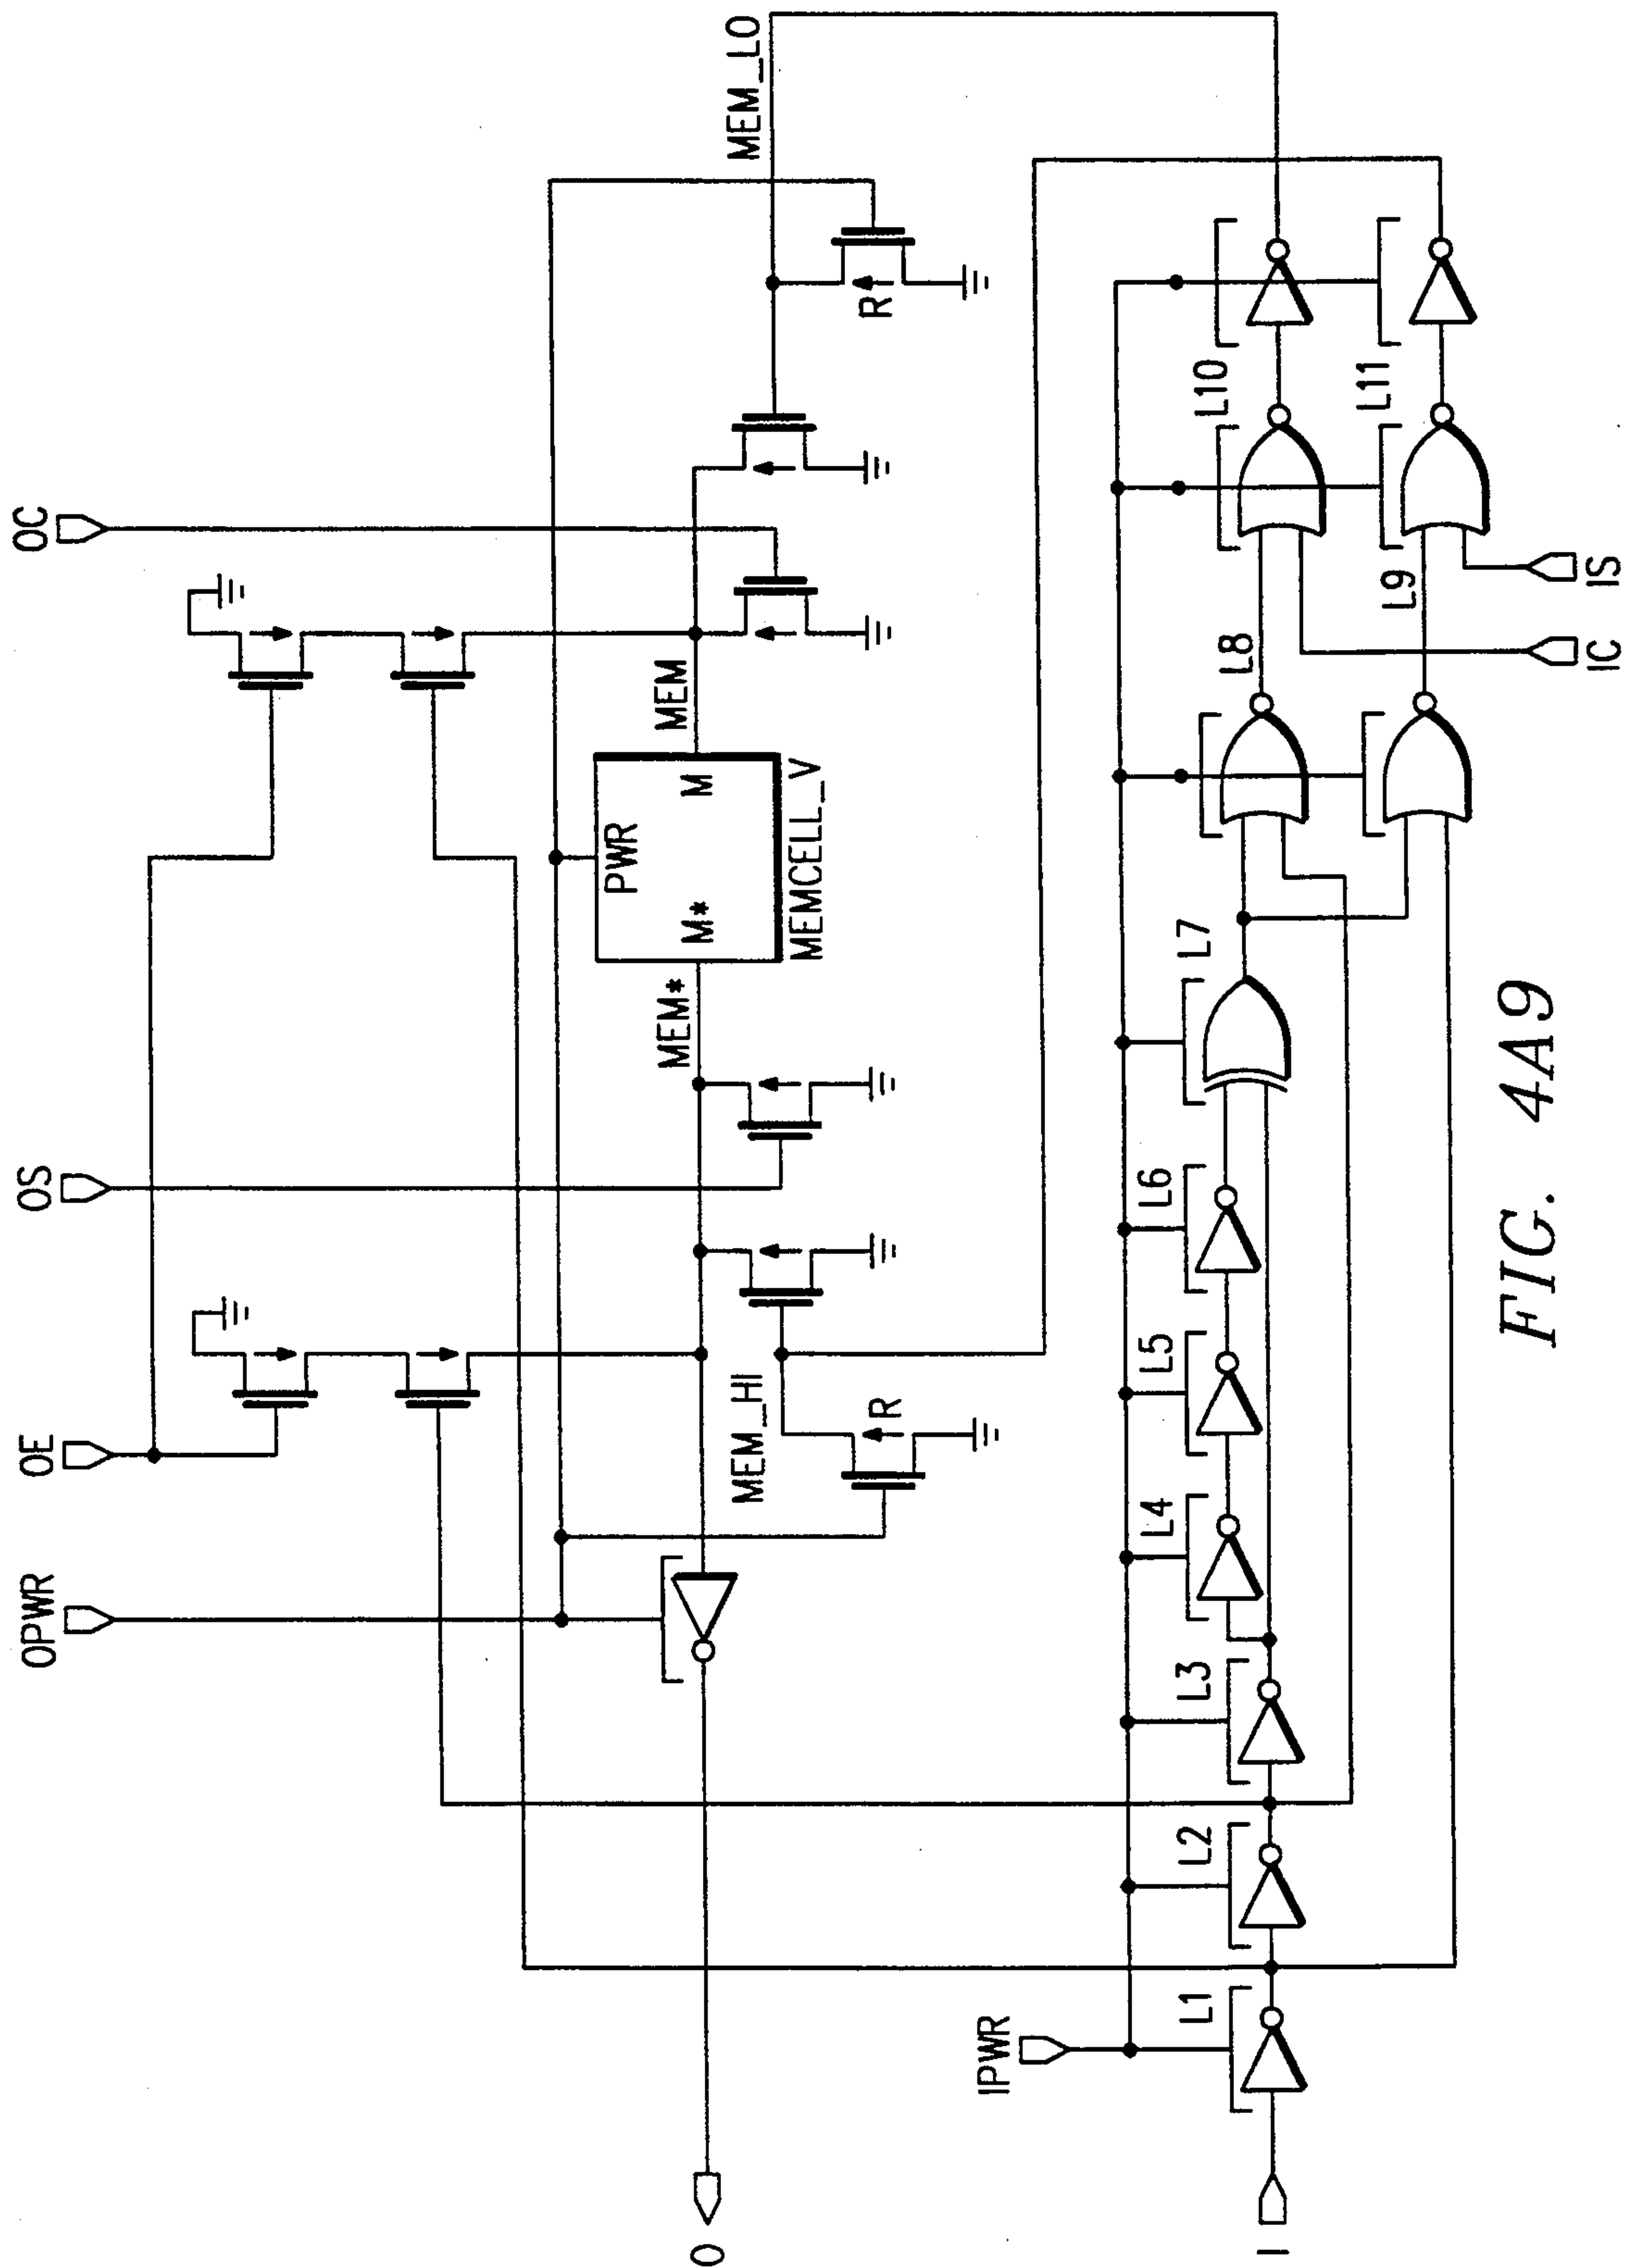 OPWR
OE
OS
OC
MEM_HI
R
MEM*
M*
PWR
M
MEMCELL_V
MEM
MEM_LO
R
O
IPWR
I
L1
L2
L3
L4
L5
L6
L7
L8
L9
L10
L11
IC
IS
FIG. 4A9